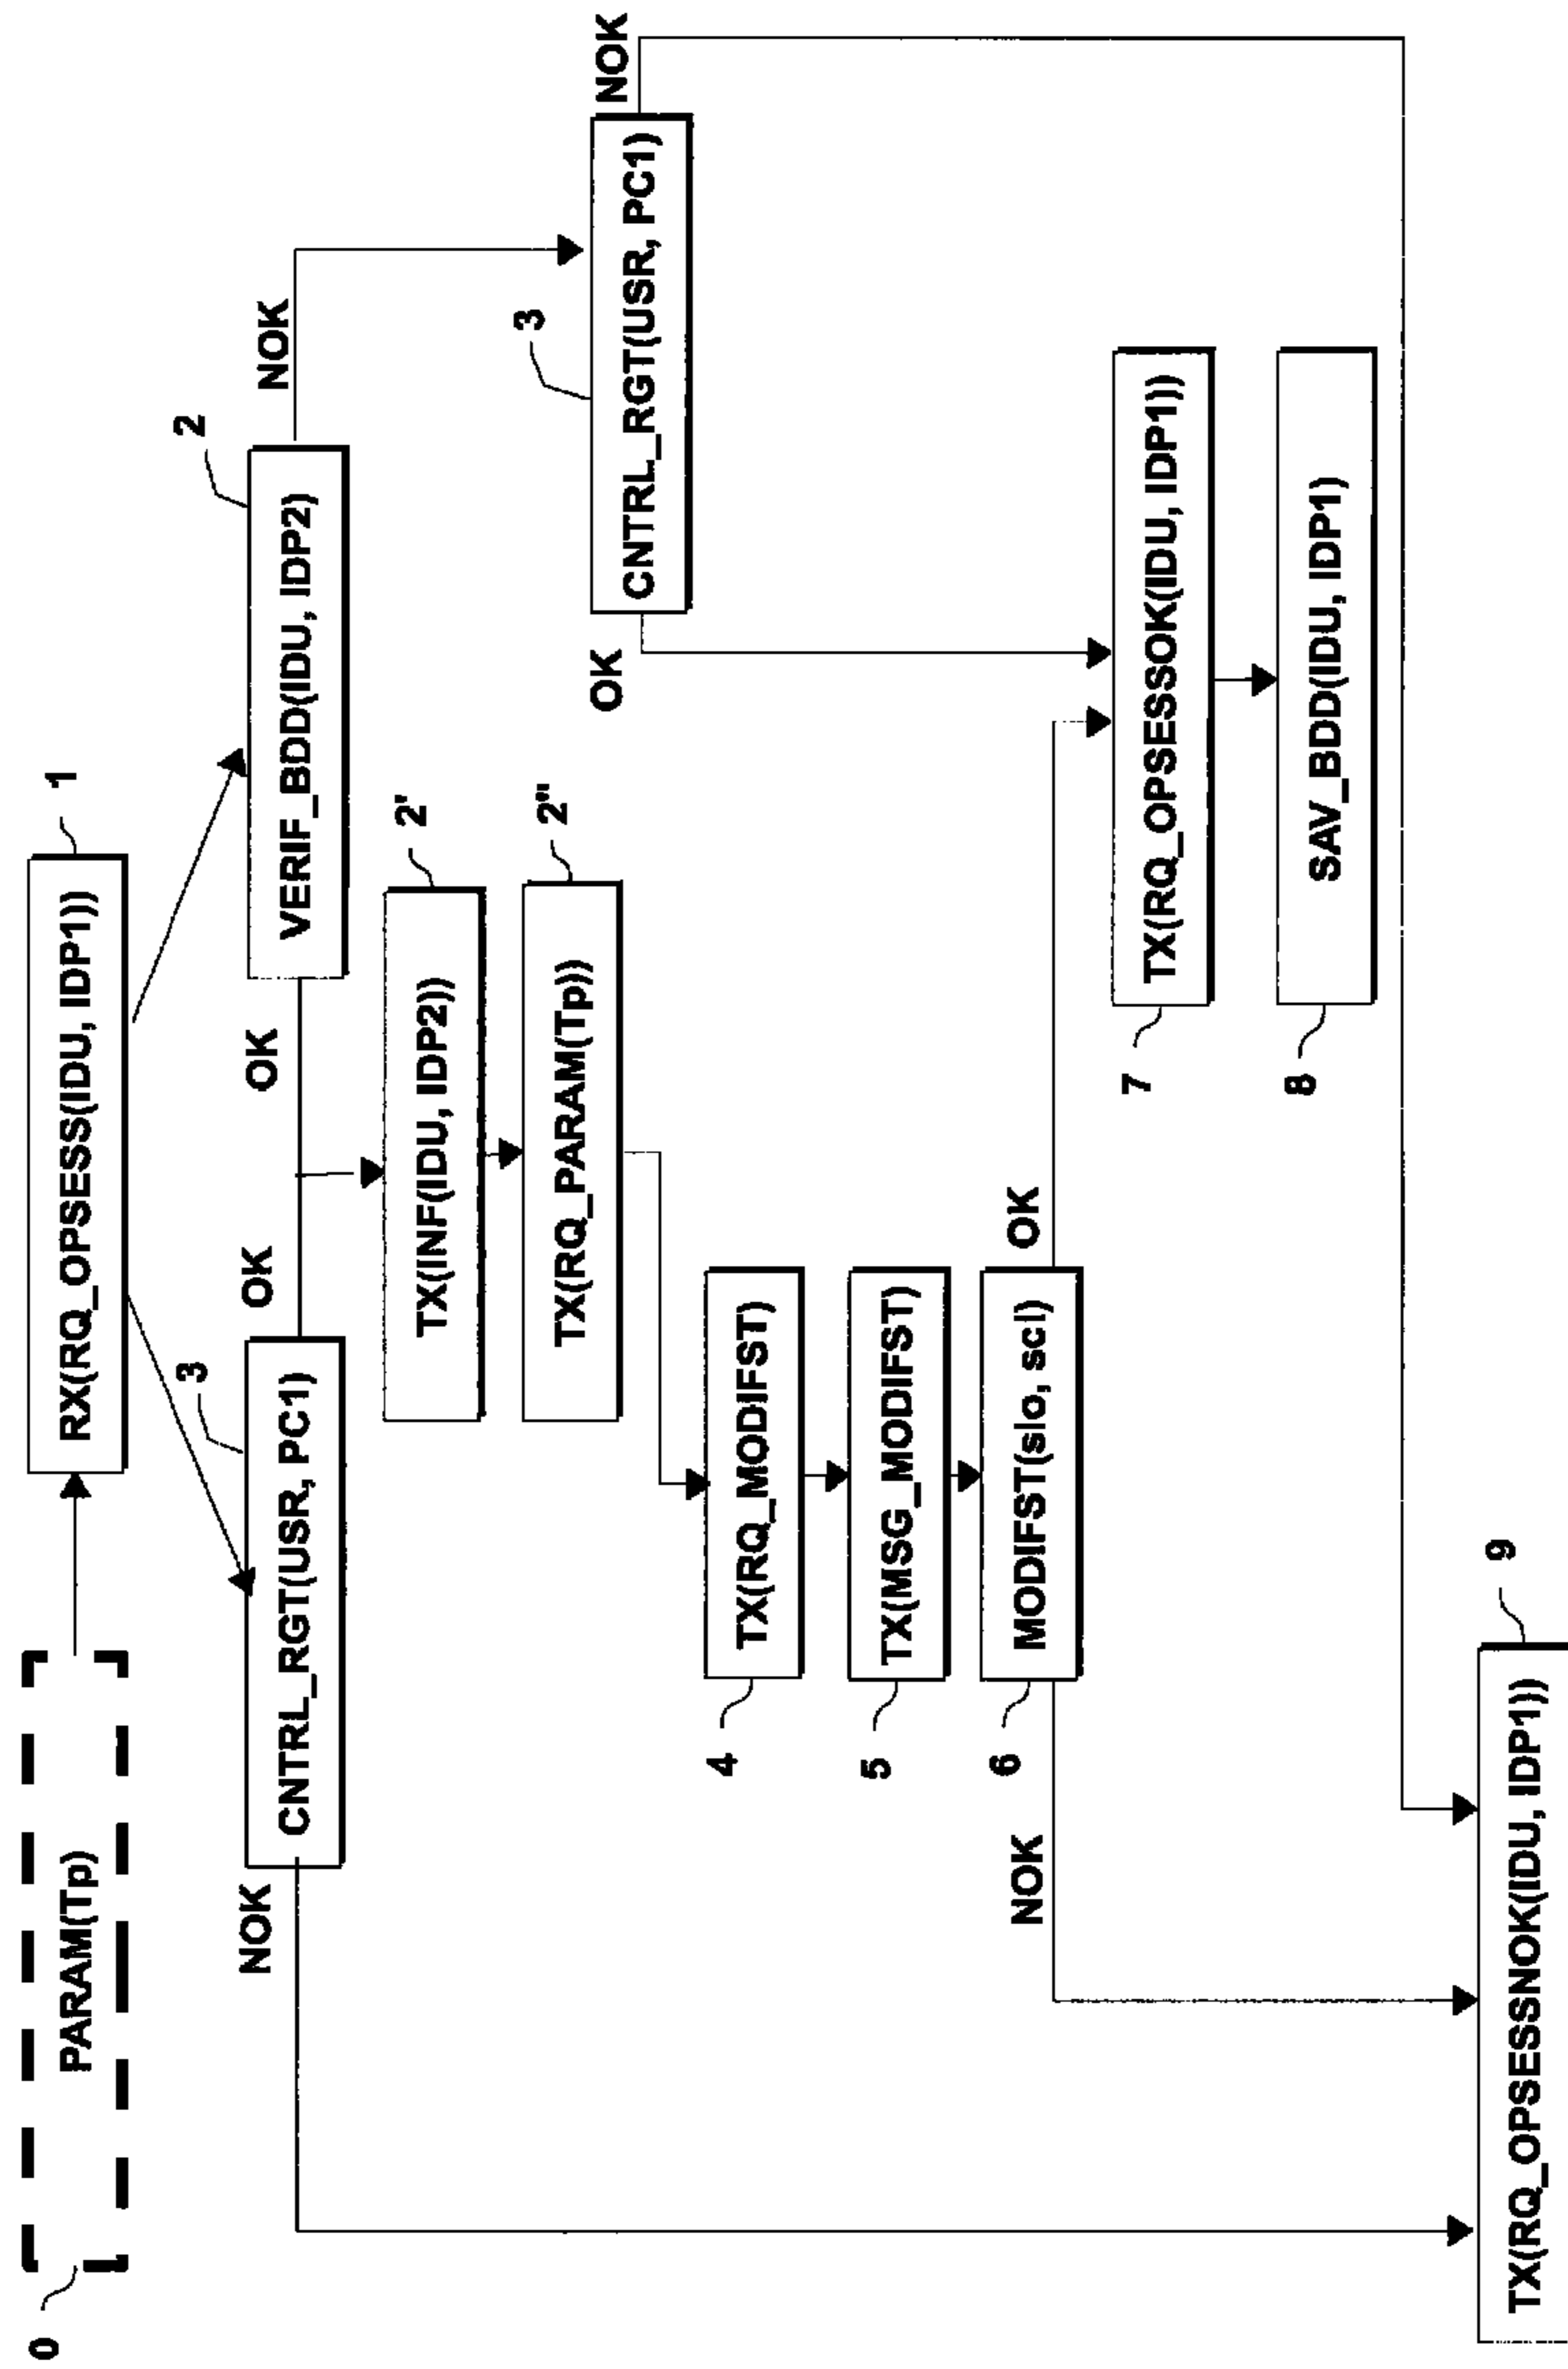 0
PARAM(Tp)
RX(RQ_OPSESS(IDU, IDP1))
1
3
CNTRL_RGT(USR, PC1)
NOK
OK
OK
2
VERIF_BDD(IDU, IDP2)
NOK
2'
TX(INF(IDU, IDP2))
2"
TX(RQ_PARAM(Tp))
3
CNTRL_RGT(USR, PC1)
OK
NOK
4
TX(RQ_MODIFST)
5
TX(MSG_MODIFST)
6
MODIFST(slo, scl)
NOK
OK
7
TX(RQ_OPSESSOK(IDU, IDP1))
8
SAV_BDD(IDU, IDP1)
9
TX(RQ_OPSESSNOK(IDU, IDP1))